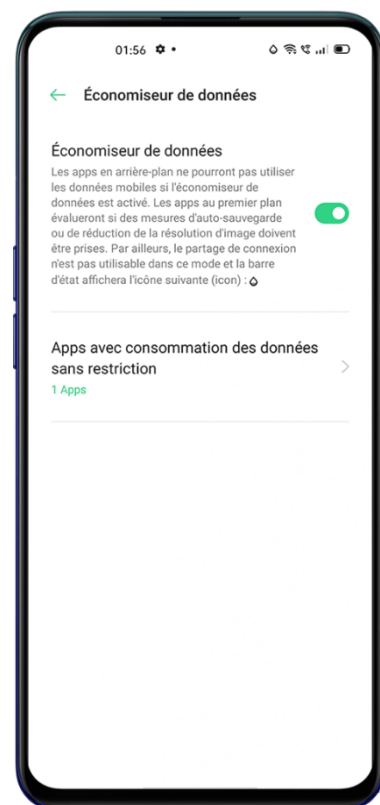 01:56
Économiseur de données
Économiseur de données
Les apps en arrière-plan ne pourront pas utiliser
les données mobiles si l'économiseur de
données est activé. Les apps au premier plan
évalueront si des mesures d'auto-sauvegarde
ou de réduction de la résolution d'image doivent
être prises. Par ailleurs, le partage de connexion
n'est pas utilisable dans ce mode et la barre
d'état affichera l'icône suivante (icon) :
Apps avec consommation des données
sans restriction
1 Apps